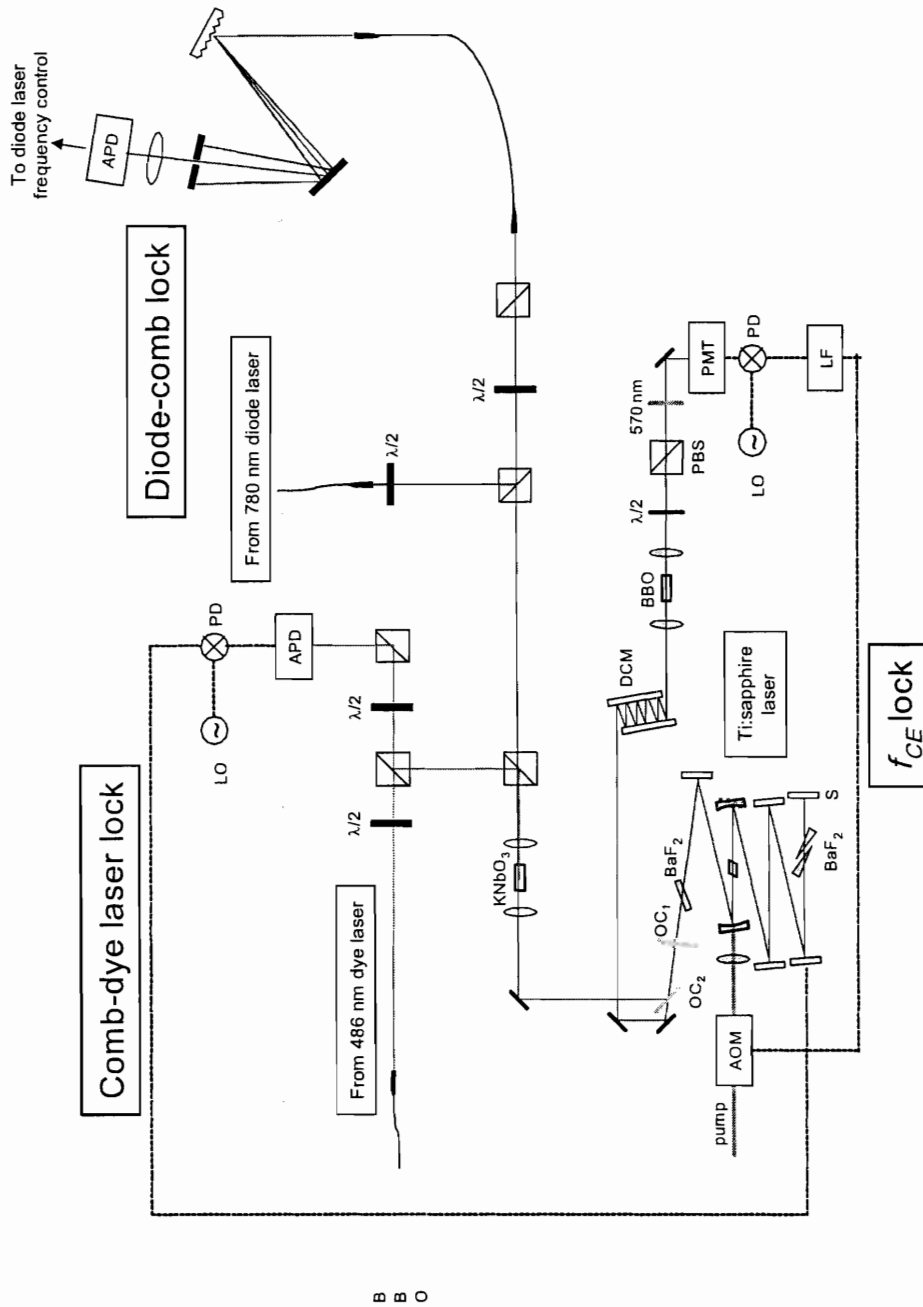 To diode laser
frequency control
APD
Diode-comb lock
From 780 nm diode laser
λ/2
λ/2
Comb-dye laser lock
LO
PD
APD
λ/2
λ/2
From 486 nm dye laser
KNbO3
570 nm
PMT
PD
LO
LF
PBS
λ/2
BBO
DCM
Ti:sapphire
laser
fCE lock
BaF2
OC1
OC2
S
BaF2
AOM
pump
B
B
O